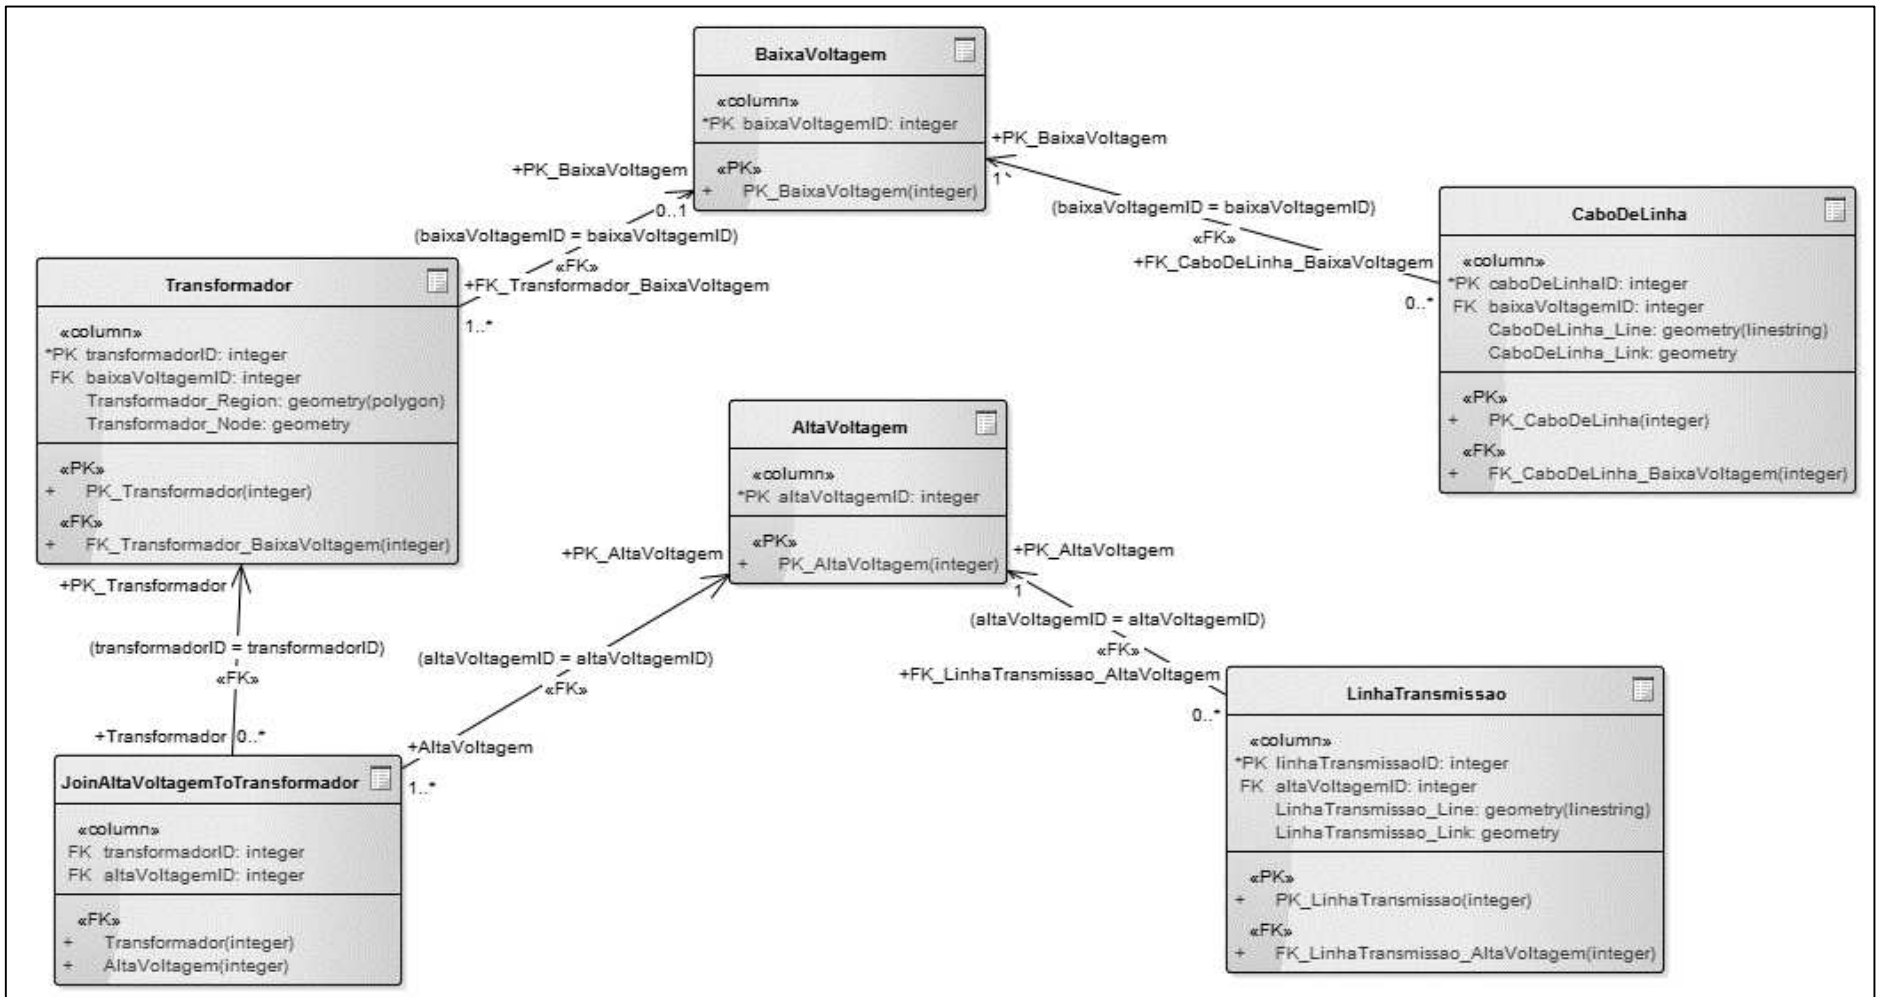 BaixaVoltagem
«column»
*PK baixaVoltagemID: integer
«PK»
+ PK_BaixaVoltagem(integer)
+PK_BaixaVoltagem
0..1
(baixaVoltagemID = baixaVoltagemID)
«FK»
+FK_Transformador_BaixaVoltagem
1..*
+PK_BaixaVoltagem
1
(baixaVoltagemID = baixaVoltagemID)
«FK»
+FK_CaboDeLinha_BaixaVoltagem
0..*
CaboDeLinha
«column»
*PK caboDeLinhaID: integer
FK baixaVoltagemID: integer
CaboDeLinha_Line: geometry(linestring)
CaboDeLinha_Link: geometry
«PK»
+ PK_CaboDeLinha(integer)
«FK»
+ FK_CaboDeLinha_BaixaVoltagem(integer)
Transformador
«column»
*PK transformadorID: integer
FK baixaVoltagemID: integer
Transformador_Region: geometry(polygon)
Transformador_Node: geometry
«PK»
+ PK_Transformador(integer)
«FK»
+ FK_Transformador_BaixaVoltagem(integer)
AltaVoltagem
«column»
*PK altaVoltagemID: integer
«PK»
+ PK_AltaVoltagem(integer)
+PK_Transformador
(transformadorID = transformadorID)
«FK»
+Transformador
0..*
+PK_AltaVoltagem
(altaVoltagemID = altaVoltagemID)
«FK»
+AltaVoltagem
1..*
+PK_AltaVoltagem
1
(altaVoltagemID = altaVoltagemID)
«FK»
+FK_LinhaTransmissao_AltaVoltagem
0..*
JoinAltaVoltagemToTransformador
«column»
FK transformadorID: integer
FK altaVoltagemID: integer
«FK»
+ Transformador(integer)
+ AltaVoltagem(integer)
LinhaTransmissao
«column»
*PK linhaTransmissaoID: integer
FK altaVoltagemID: integer
LinhaTransmissao_Line: geometry(linestring)
LinhaTransmissao_Link: geometry
«PK»
+ PK_LinhaTransmissao(integer)
«FK»
+ FK_LinhaTransmissao_AltaVoltagem(integer)